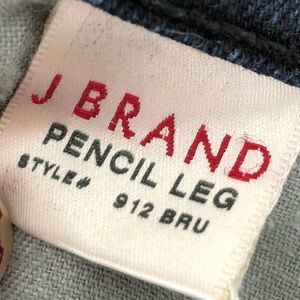 J BRAND
PENCIL LEG
STYLE# 912 BRU